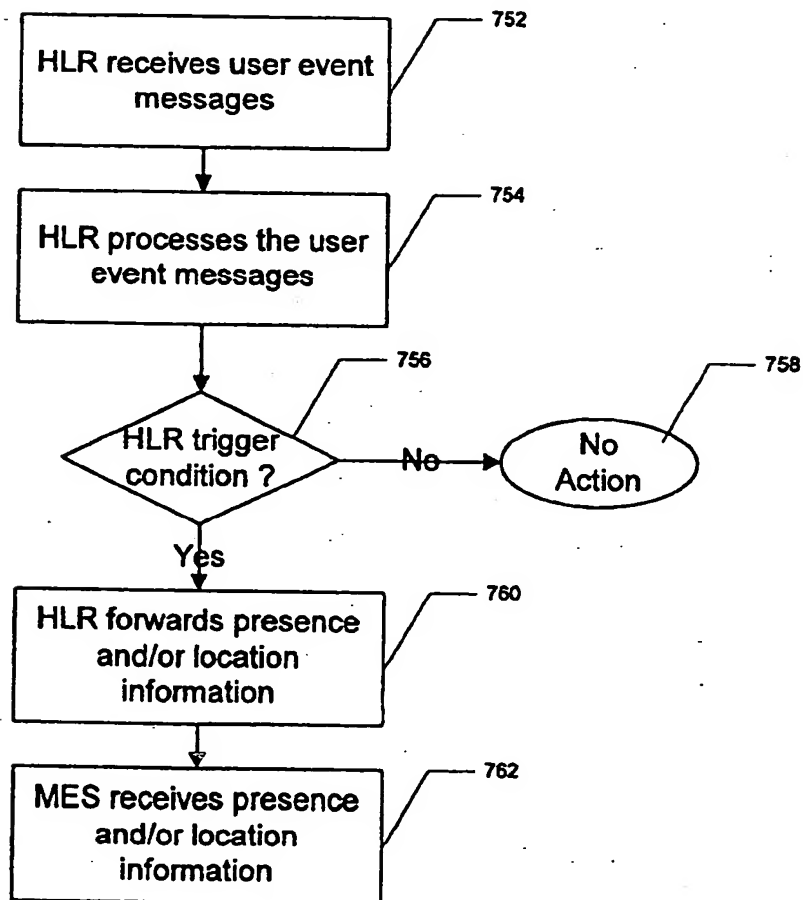 752
HLR receives user event
messages
754
HLR processes the user
event messages
756
758
HLR trigger
condition ?
No
No
Action
Yes
760
HLR forwards presence
and/or location
information
762
MES receives presence
and/or location
information